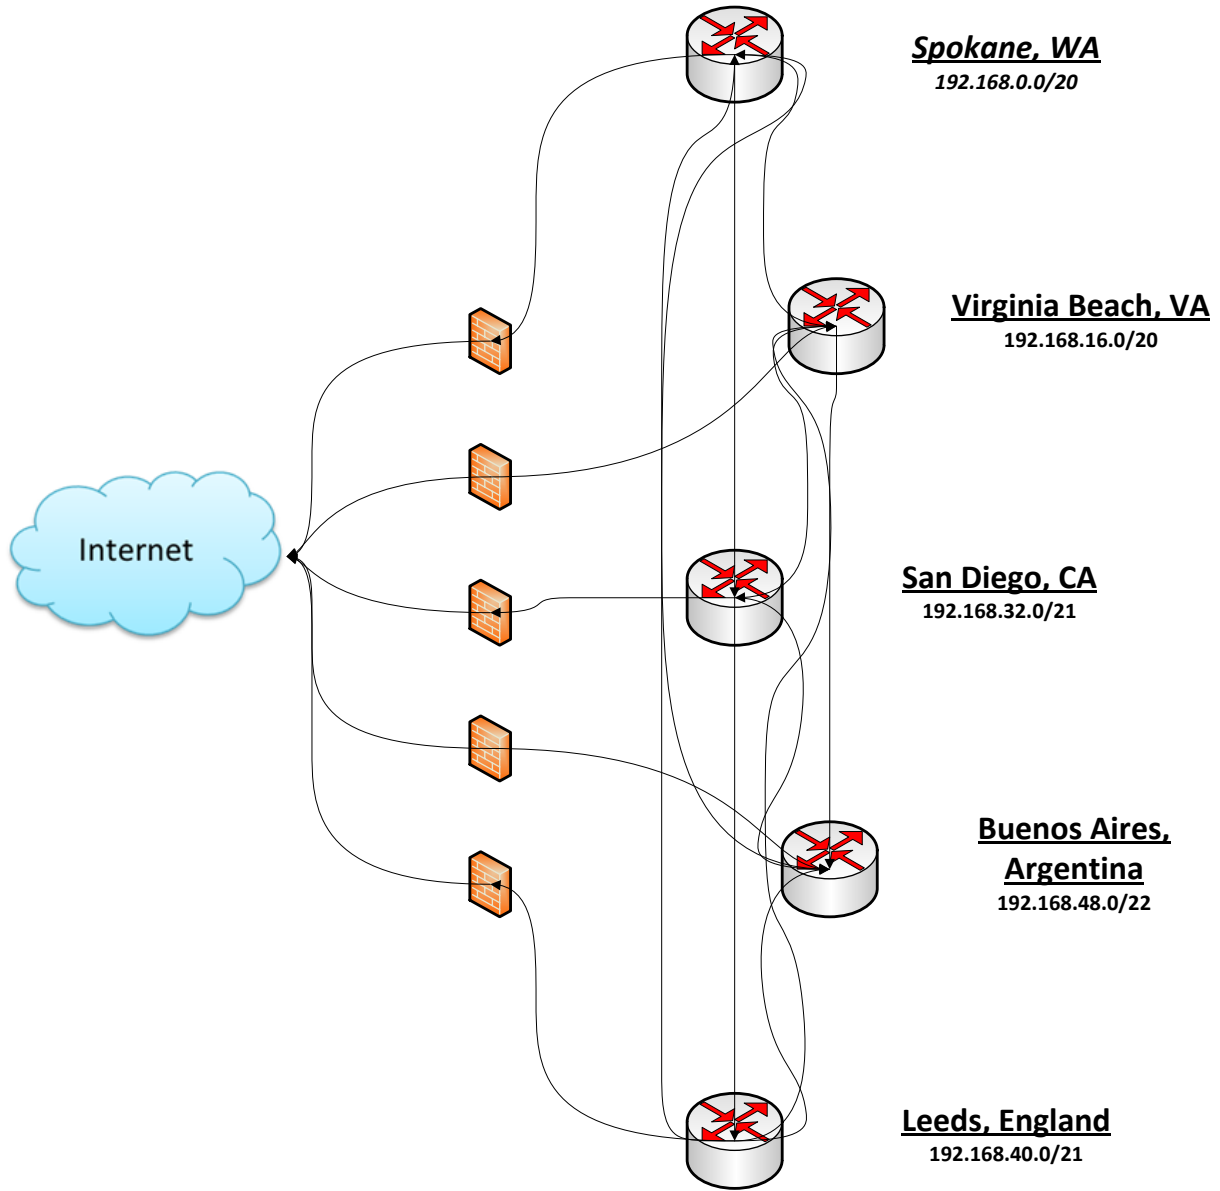 Spokane, WA
192.168.0.0/20
Virginia Beach, VA
192.168.16.0/20
Internet
San Diego, CA
192.168.32.0/21
Buenos Aires,
Argentina
192.168.48.0/22
Leeds, England
192.168.40.0/21